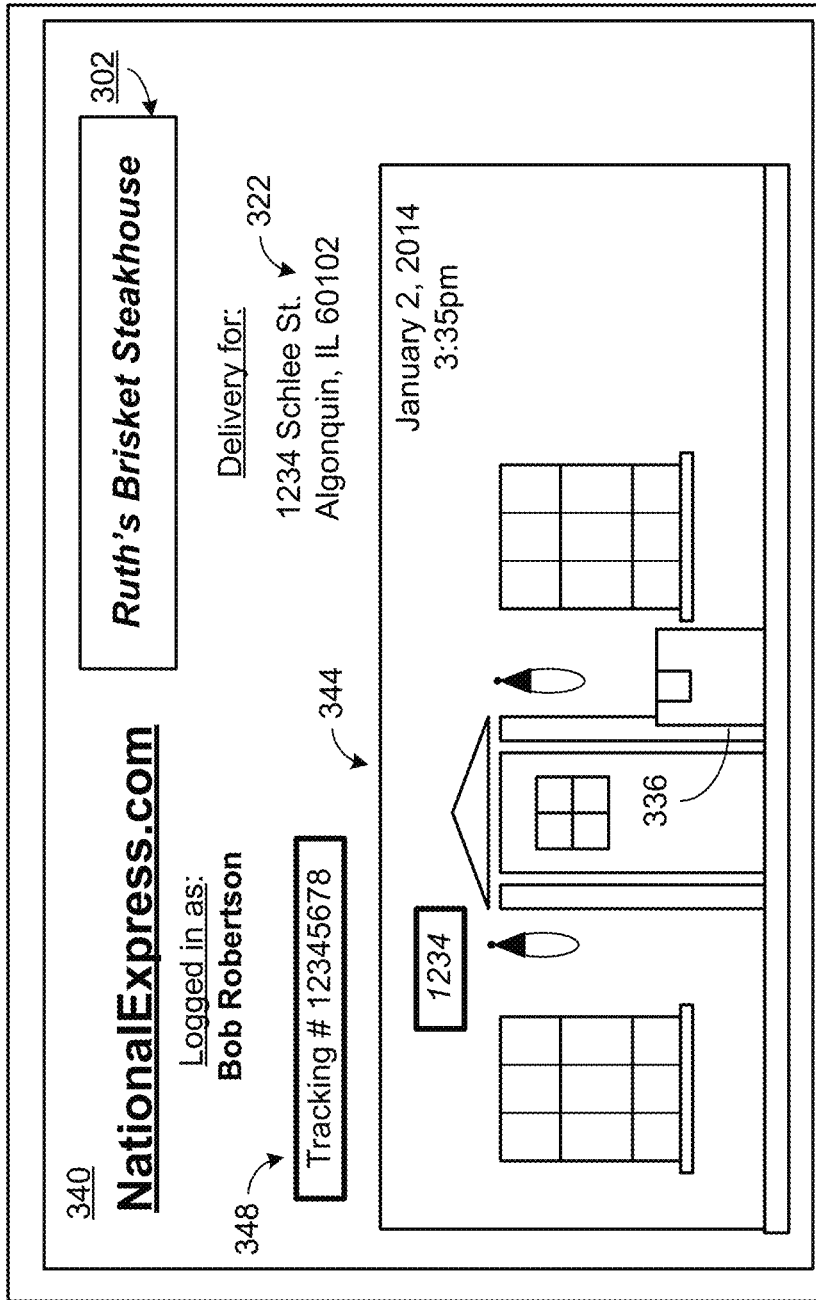 340
NationalExpress.com
Ruth's Brisket Steakhouse
302
Logged in as:
Bob Robertson
Delivery for:
1234 Schlee St.
Algonquin, IL 60102
322
348
Tracking # 12345678
344
January 2, 2014
3:35pm
1234
336